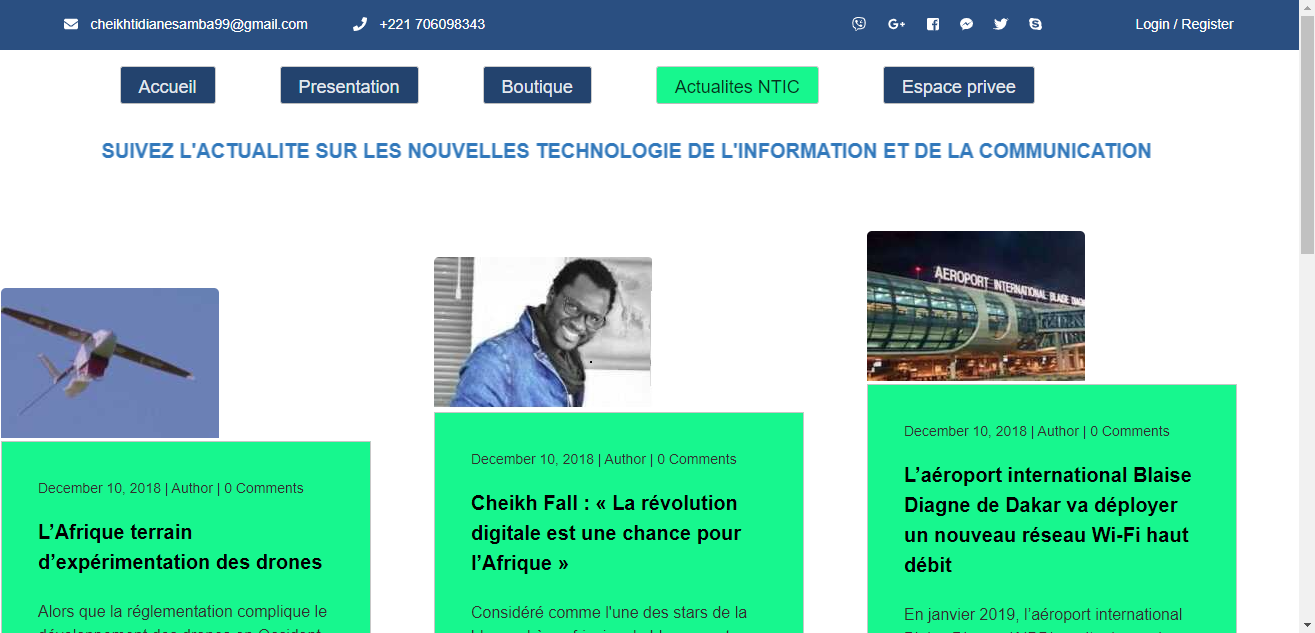 cheikhtidianesamba99@gmail.com +221 706098343 Login / Register
Accueil Presentation Boutique Actualites NTIC Espace privee
SUIVEZ L'ACTUALITE SUR LES NOUVELLES TECHNOLOGIE DE L'INFORMATION ET DE LA COMMUNICATION
December 10, 2018 | Author | 0 Comments
L’Afrique terrain
d’expérimentation des drones
Alors que la réglementation complique le
December 10, 2018 | Author | 0 Comments
Cheikh Fall : « La révolution
digitale est une chance pour
l’Afrique »
Considéré comme l'une des stars de la
AEROPORT INTERNATIONAL BLAISE
December 10, 2018 | Author | 0 Comments
L’aéroport international Blaise
Diagne de Dakar va déployer
un nouveau réseau Wi-Fi haut
débit
En janvier 2019, l’aéroport international